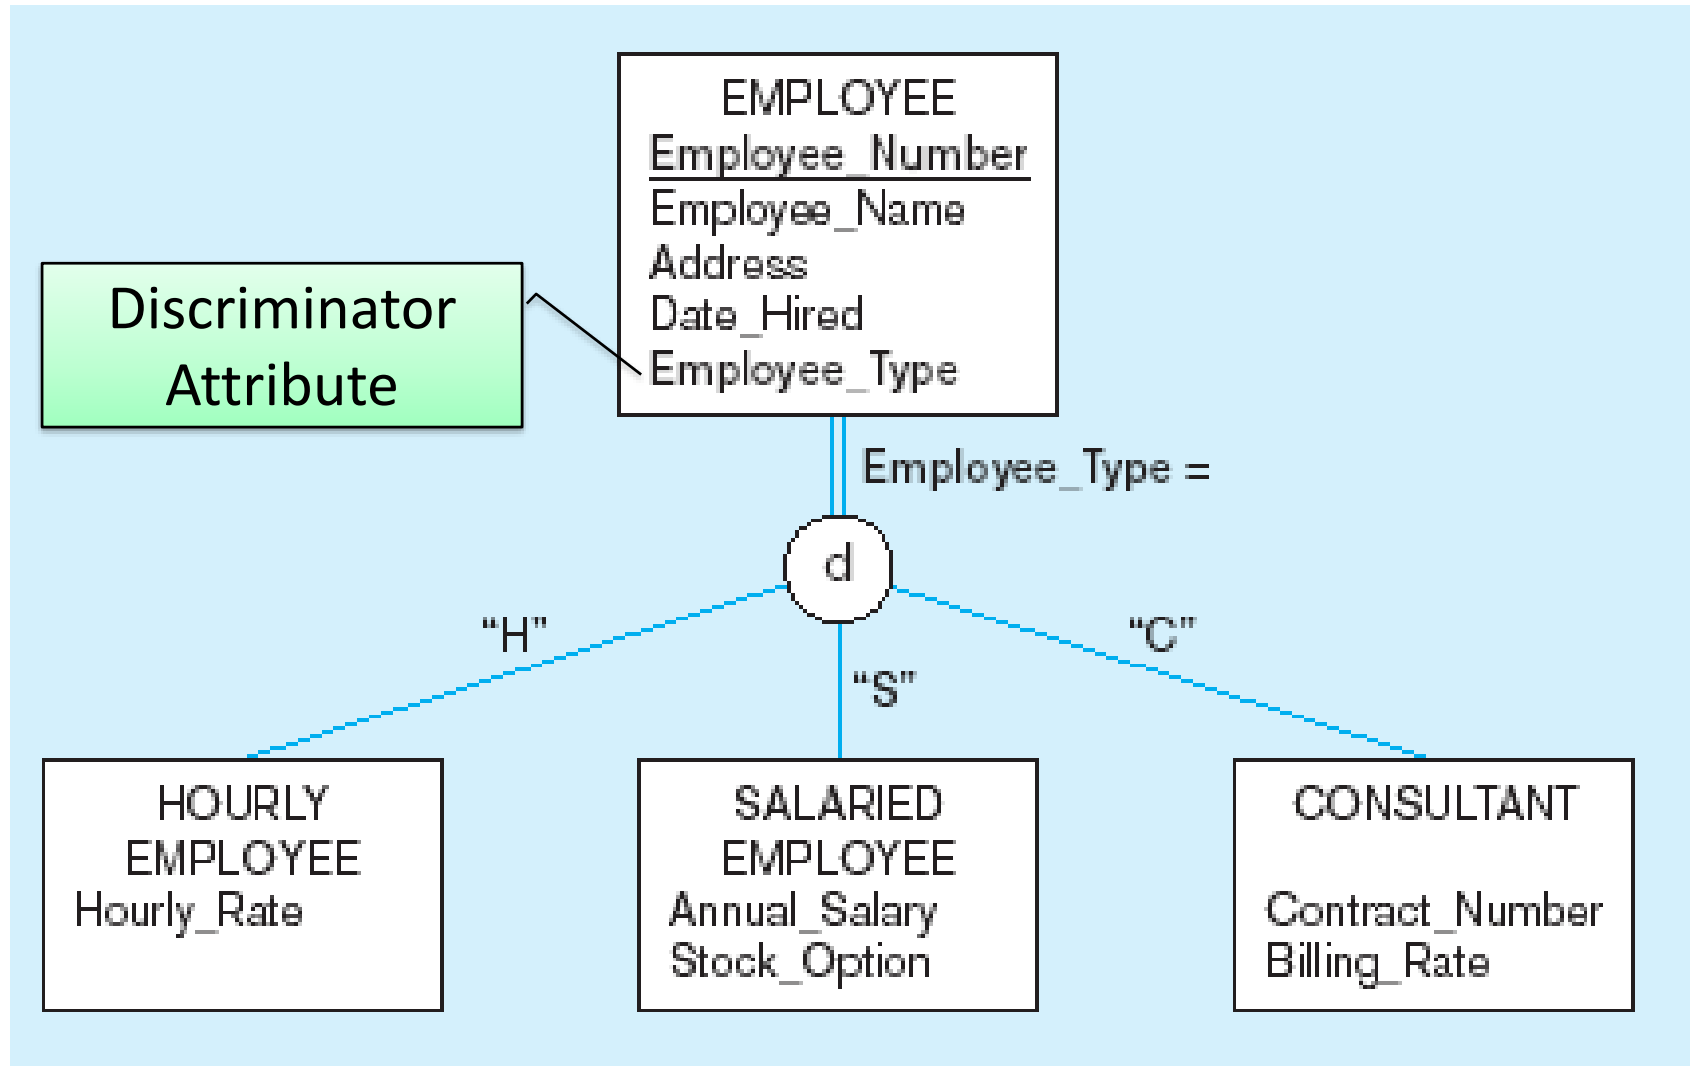 EMPLOYEE
Employee_Number
Employee_Name
Address
Date_Hired
Employee_Type
Discriminator
Attribute
Employee_Type =
d
“H”
“S”
“C”
HOURLY
EMPLOYEE
Hourly_Rate
SALARIED
EMPLOYEE
Annual_Salary
Stock_Option
CONSULTANT
Contract_Number
Billing_Rate